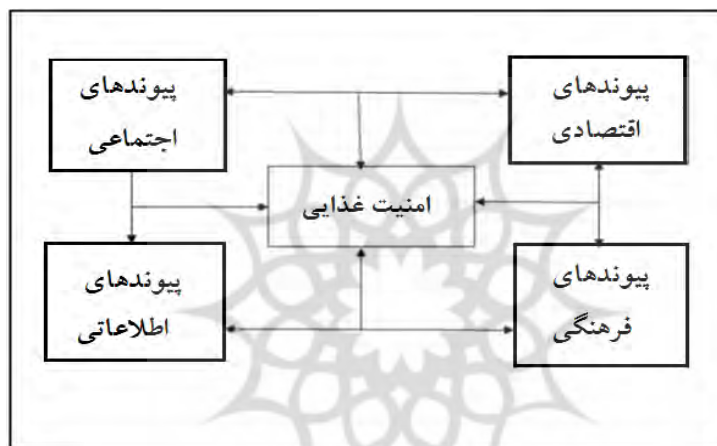 پیوندهای
اقتصادی
پیوندهای
اجتماعی
امنیت غذایی
پیوندهای
فرهنگی
پیوندهای
اطلاعاتی